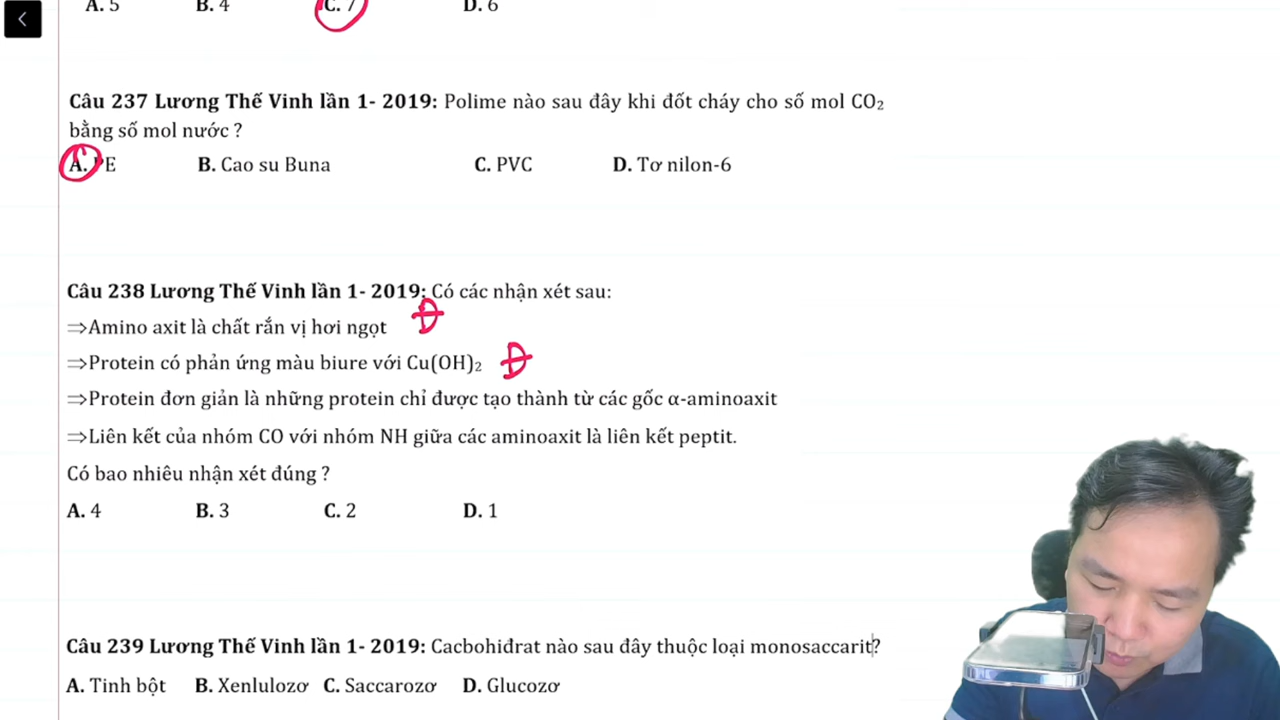 A. 5 B. 4 C. 7 D. 6
Câu 237 Lương Thế Vinh lần 1- 2019: Polime nào sau đây khi đốt cháy cho số mol CO₂
bằng số mol nước ?
A. PE B. Cao su Buna C. PVC D. Tơ nilon-6
Câu 238 Lương Thế Vinh lần 1- 2019: Có các nhận xét sau:
⇒Amino axit là chất rắn vị hơi ngọt Đ
⇒Protein có phản ứng màu biure với Cu(OH)₂ Đ
⇒Protein đơn giản là những protein chỉ được tạo thành từ các gốc α-aminoaxit
⇒Liên kết của nhóm CO với nhóm NH giữa các aminoaxit là liên kết peptit.
Có bao nhiêu nhận xét đúng ?
A. 4 B. 3 C. 2 D. 1
Câu 239 Lương Thế Vinh lần 1- 2019: Cacbohiđrat nào sau đây thuộc loại monosaccarit?
A. Tinh bột B. Xenlulozơ C. Saccarozơ D. Glucozơ